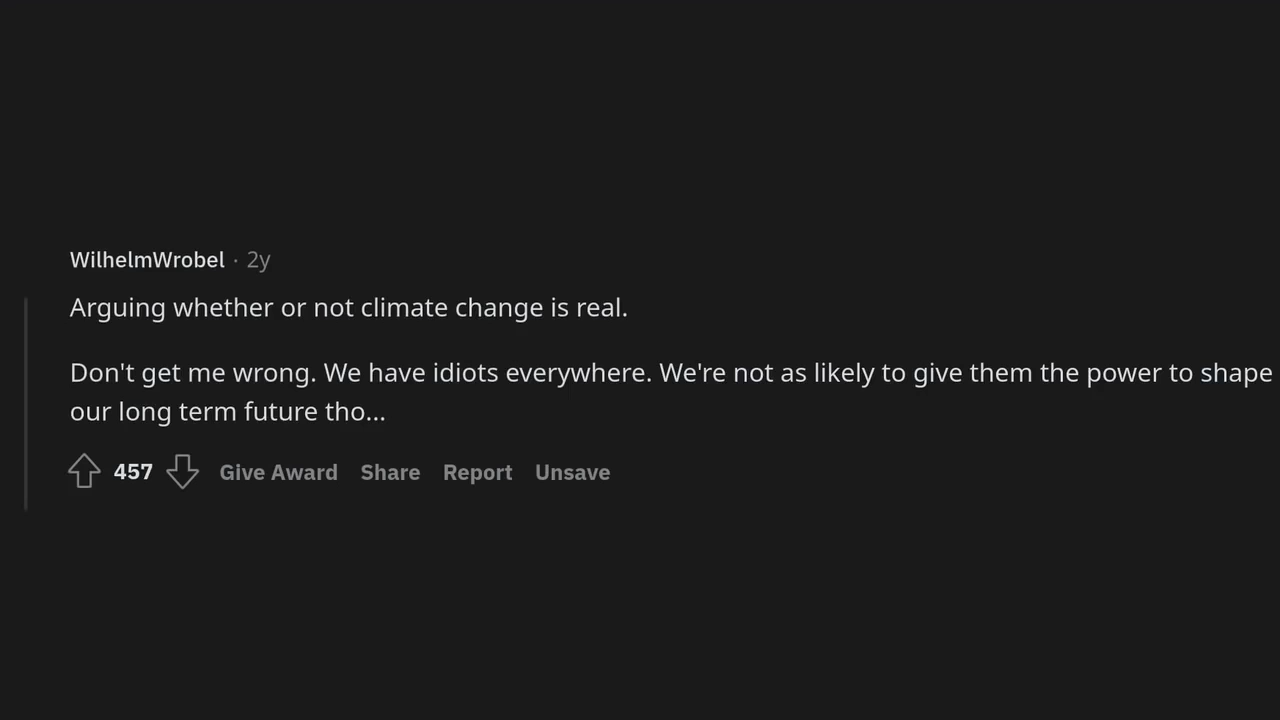 WilhelmWrobel · 2y
Arguing whether or not climate change is real.
Don't get me wrong. We have idiots everywhere. We're not as likely to give them the power to shape
our long term future tho...
457 Give Award Share Report Unsave